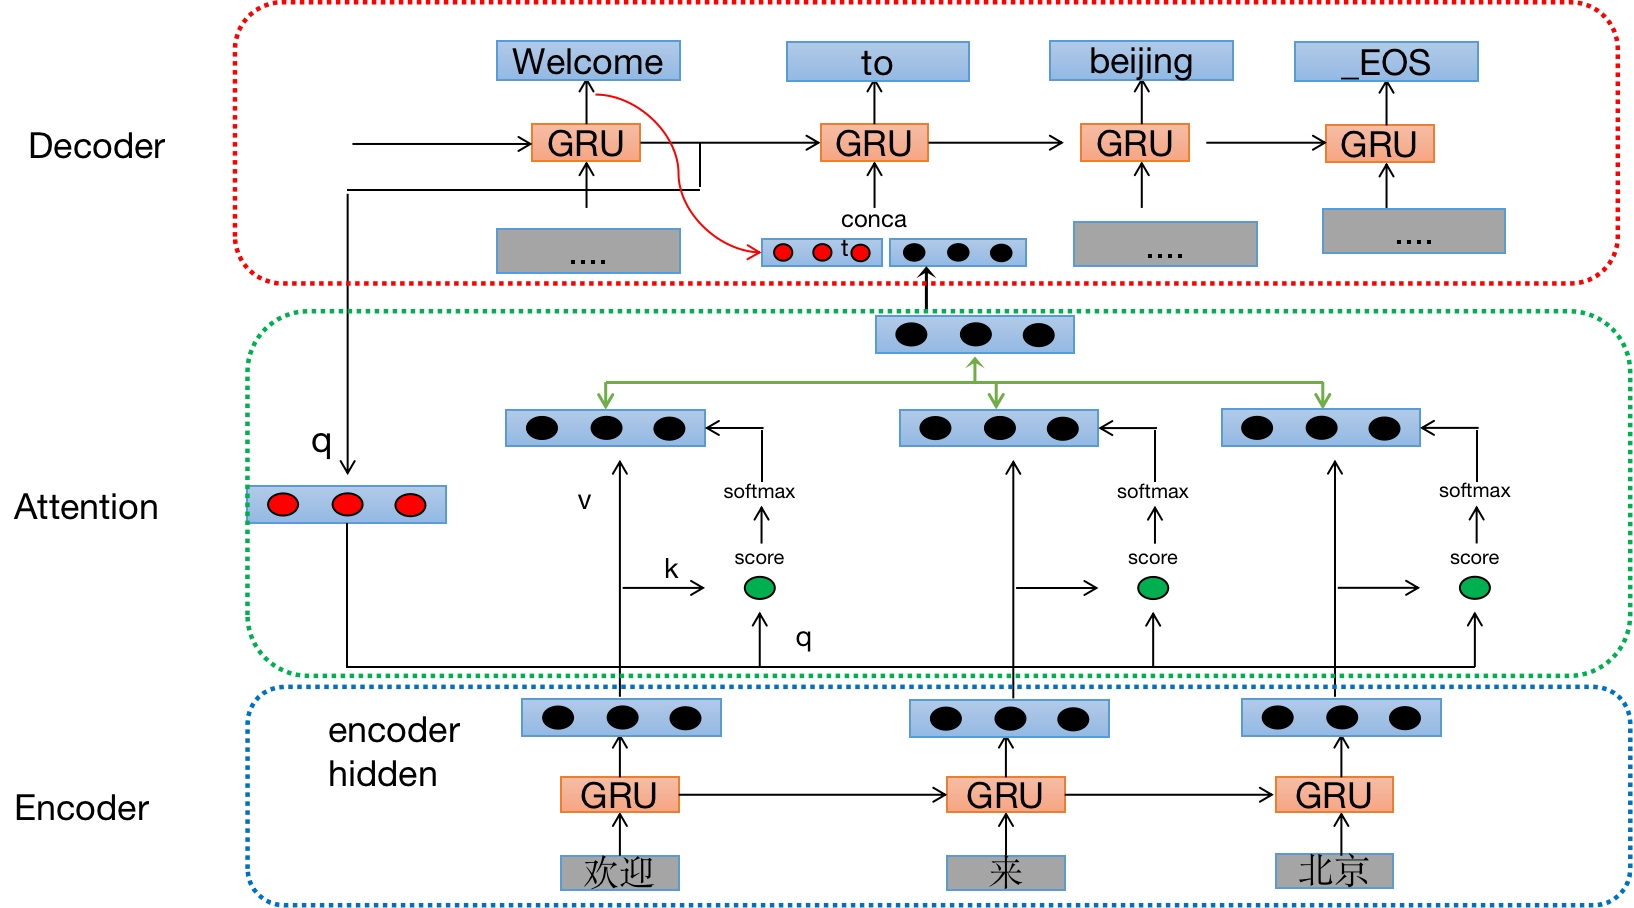 Welcome
to
beijing
_EOS
Decoder
GRU
GRU
GRU
GRU
conca
t
....
....
....
q
v
softmax
softmax
softmax
Attention
score
score
score
k
q
encoder
hidden
GRU
GRU
GRU
Encoder
欢迎
来
北京